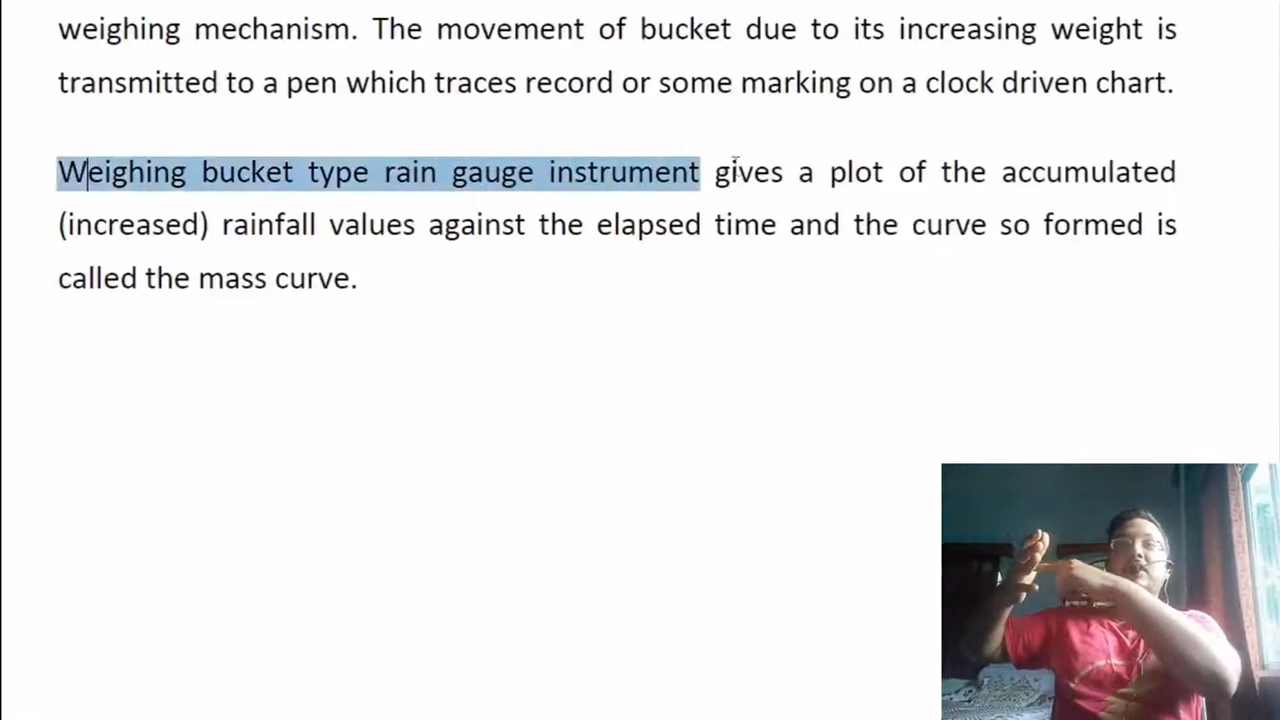 weighing mechanism. The movement of bucket due to its increasing weight is
transmitted to a pen which traces record or some marking on a clock driven chart.
Weighing bucket type rain gauge instrument gives a plot of the accumulated
(increased) rainfall values against the elapsed time and the curve so formed is
called the mass curve.